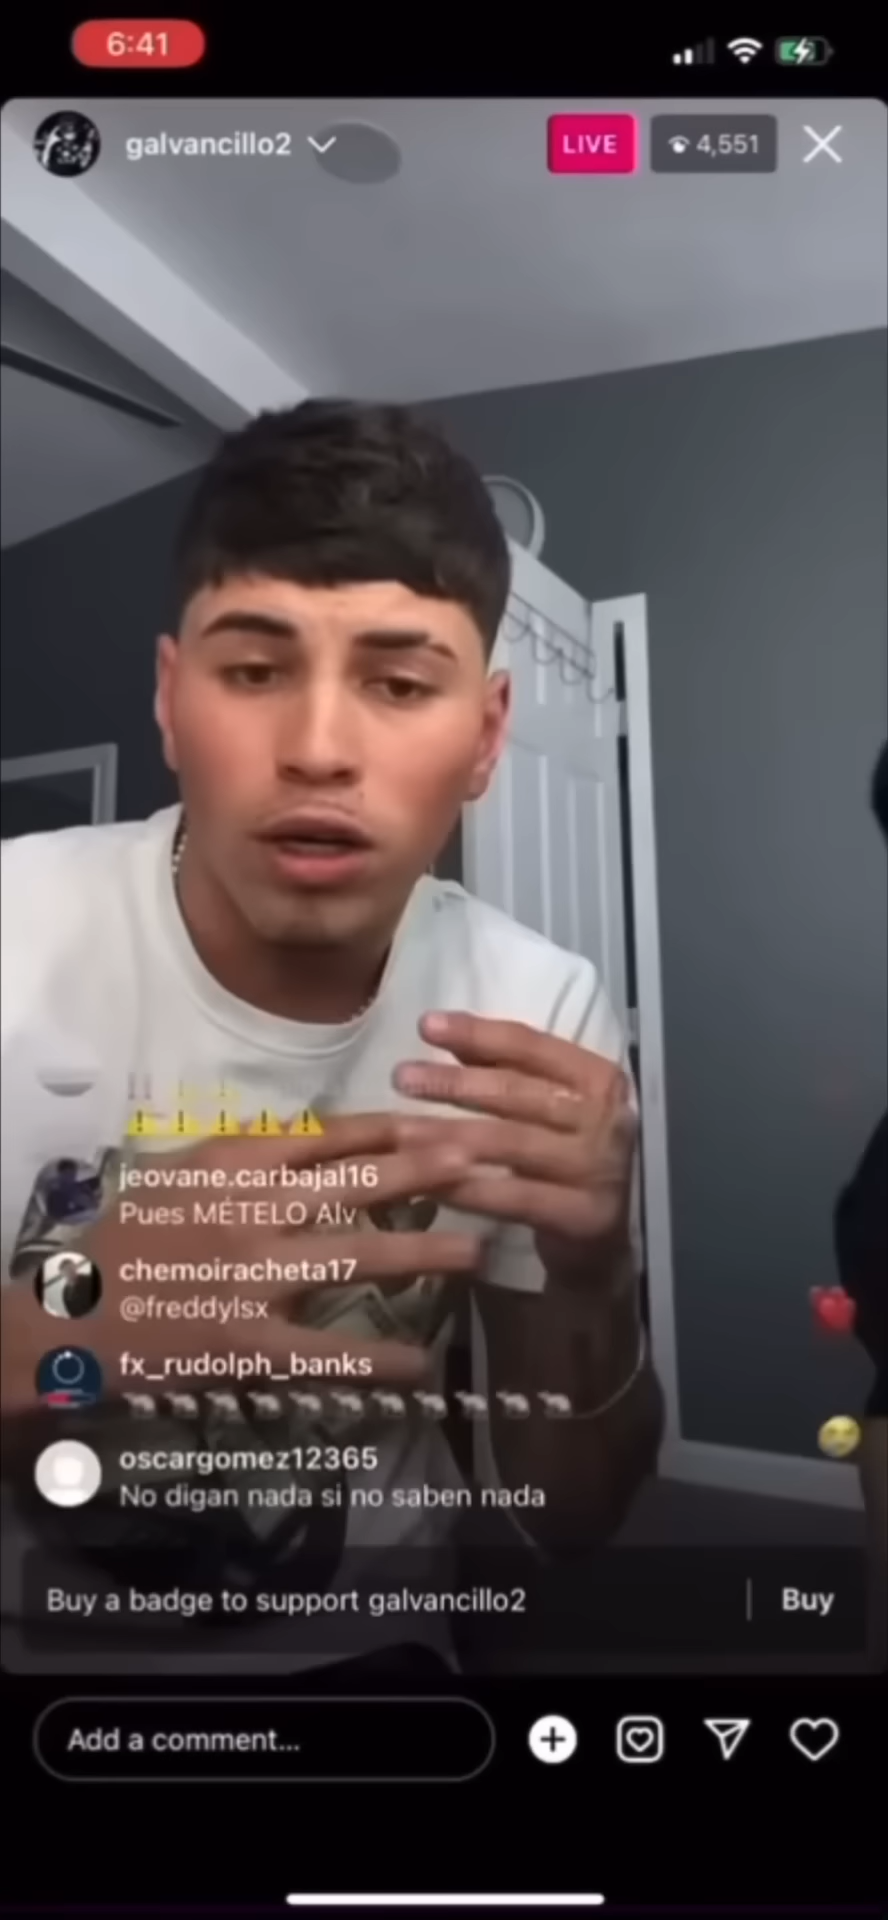 6:41
galvancillo2
LIVE
4,551
jeovane.carbajal16
Pues MÉTELO Alv
chemoiracheta17
@freddylsx
fx_rudolph_banks
oscargomez12365
No digan nada si no saben nada
Buy a badge to support galvancillo2
Buy
Add a comment...